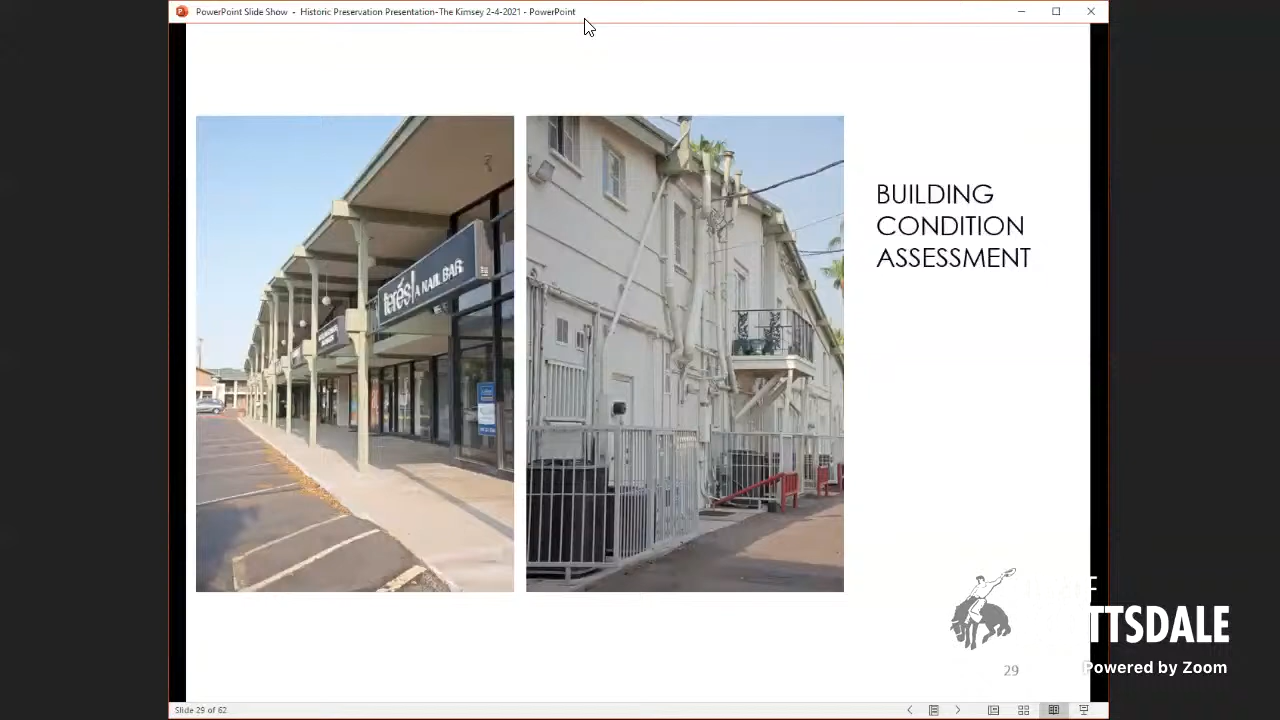 PowerPoint Slide Show - Historic Preservation Presentation-The Kimsey 2-4-2021 - PowerPoint
BUILDING
CONDITION
ASSESSMENT
terés A NAIL BAR
TTSDALE
Powered by Zoom
29
Slide 29 of 62